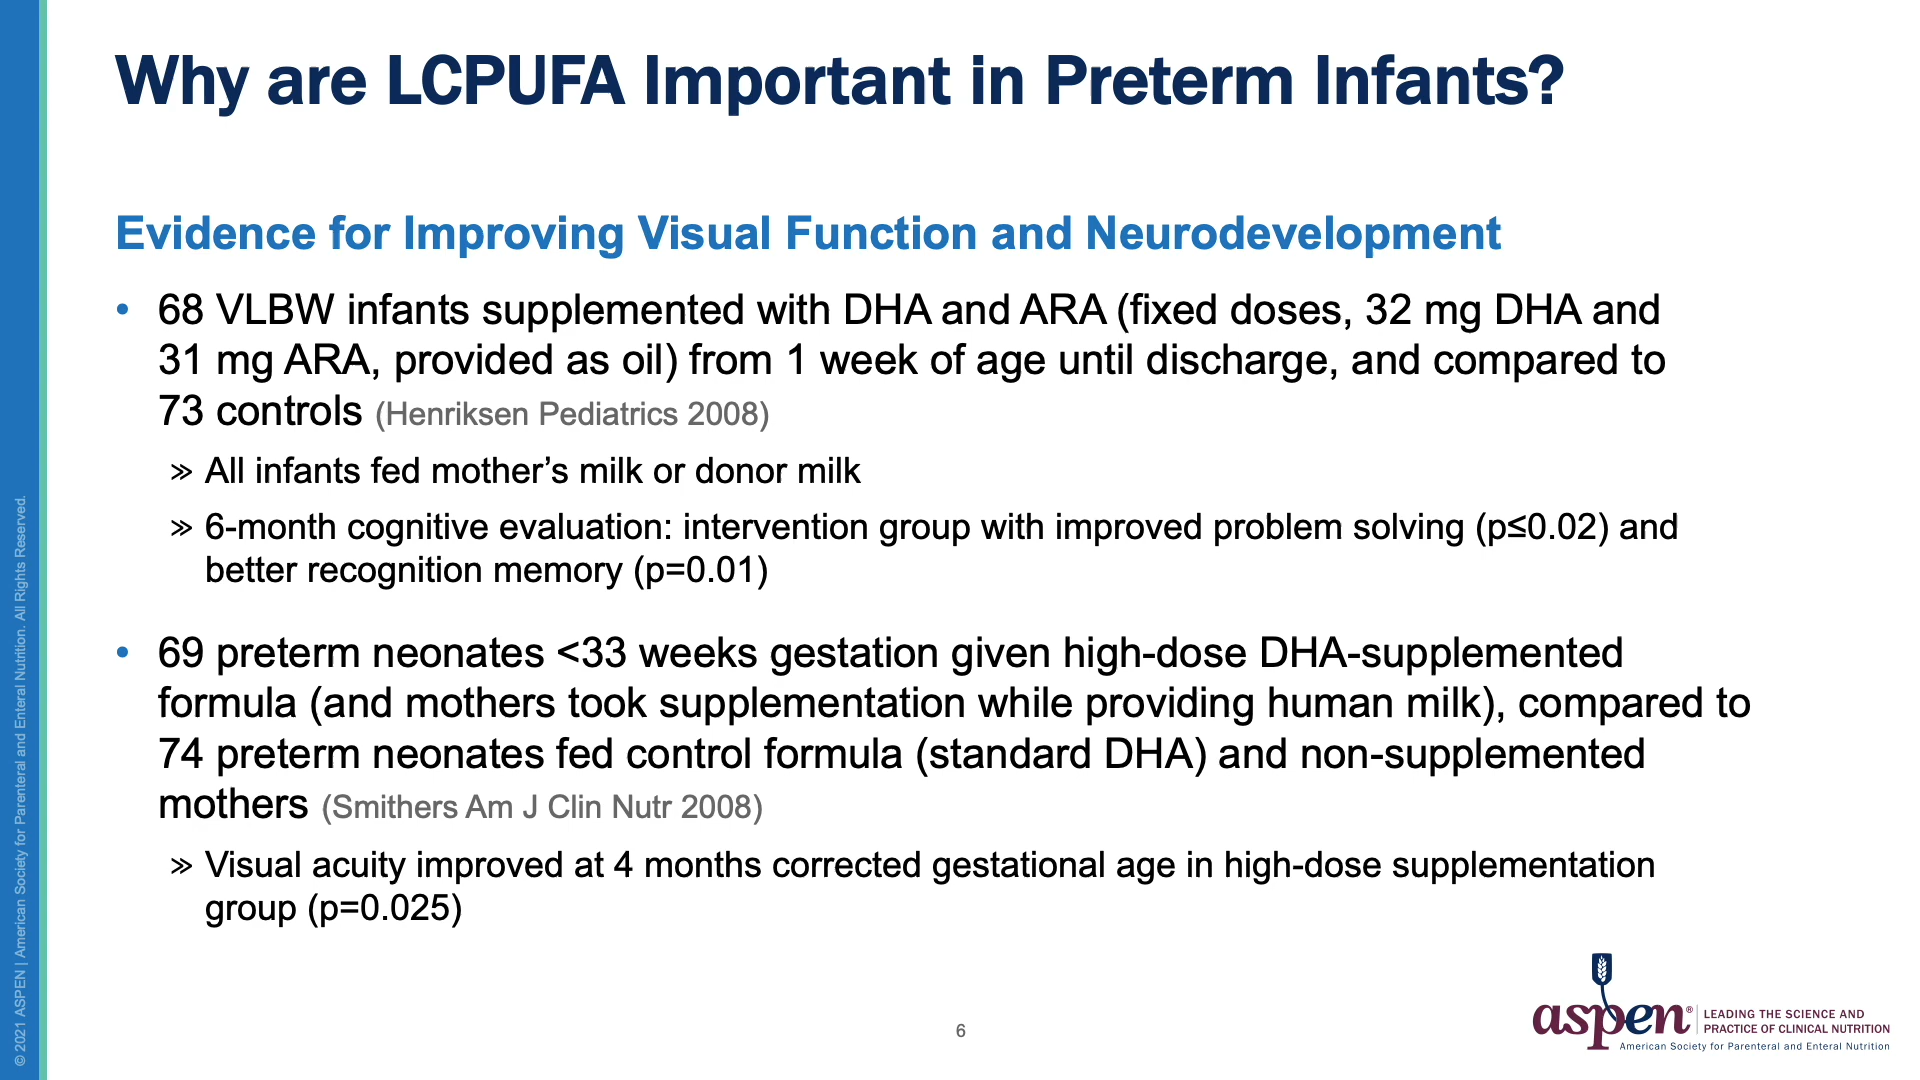 Why are LCPUFA Important in Preterm Infants?
Evidence for Improving Visual Function and Neurodevelopment
• 68 VLBW infants supplemented with DHA and ARA (fixed doses, 32 mg DHA and
31 mg ARA, provided as oil) from 1 week of age until discharge, and compared to
73 controls (Henriksen Pediatrics 2008)
» All infants fed mother’s milk or donor milk
» 6-month cognitive evaluation: intervention group with improved problem solving (p≤0.02) and
better recognition memory (p=0.01)
• 69 preterm neonates <33 weeks gestation given high-dose DHA-supplemented
formula (and mothers took supplementation while providing human milk), compared to
74 preterm neonates fed control formula (standard DHA) and non-supplemented
mothers (Smithers Am J Clin Nutr 2008)
» Visual acuity improved at 4 months corrected gestational age in high-dose supplementation
group (p=0.025)
© 2021 ASPEN | American Society for Parenteral and Enteral Nutrition. All Rights Reserved.
6
aspen®
LEADING THE SCIENCE AND
PRACTICE OF CLINICAL NUTRITION
American Society for Parenteral and Enteral Nutrition